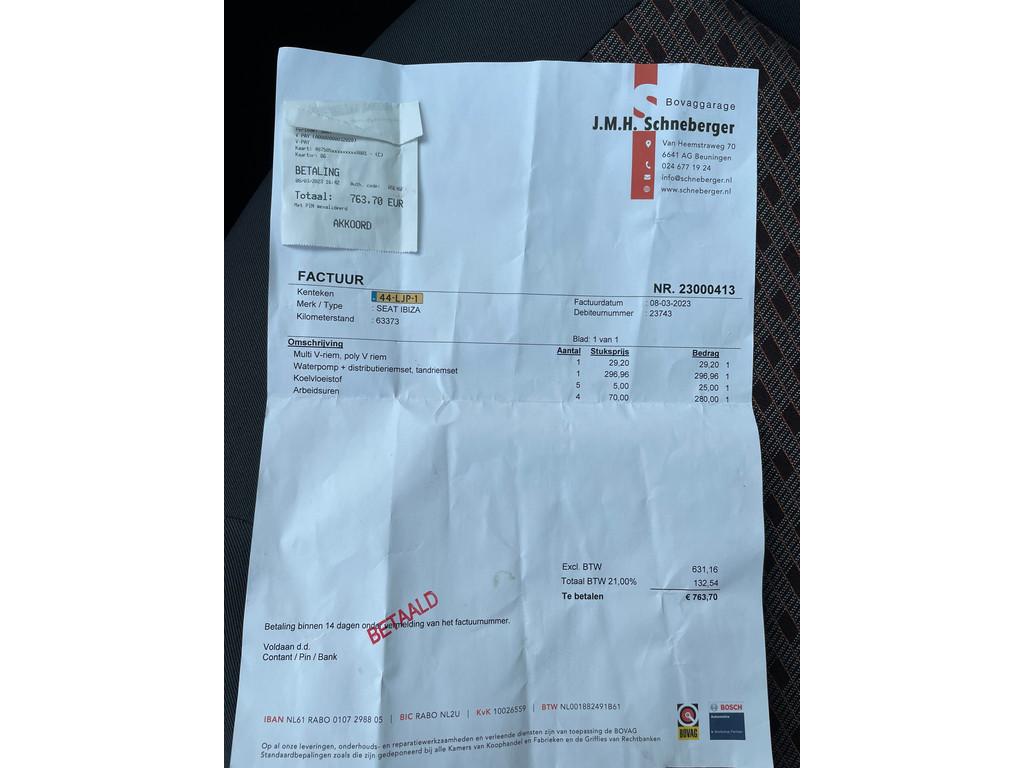 S Bovaggarage
J.M.H. Schneberger
Van Heemstraweg 70
6641 AG Beuningen
024 677 19 24
info@schneberger.nl
www.schneberger.nl
V-PAY
BETALING
Auth. code:
Totaal: 763.70 EUR
AKKOORD
FACTUUR
NR. 23000413
Kenteken 44-LJP-1
Merk / Type : SEAT IBIZA
Kilometerstand : 63373
Factuurdatum : 08-03-2023
Debiteurnummer : 23743
Blad: 1 van 1
Omschrijving Aantal Stuksprijs Bedrag
Multi V-riem, poly V riem 1 29,20 29,20 1
Waterpomp + distributieriemset, tandriemset 1 296,96 296,96 1
Koelvloeistof 5 5,00 25,00 1
Arbeidsuren 4 70,00 280,00 1
Excl. BTW 631,16
Totaal BTW 21,00% 132,54
Te betalen € 763,70
BETAALD
Betaling binnen 14 dagen onder vermelding van het factuurnummer.
Voldaan d.d.
Contant / Pin / Bank
IBAN NL61 RABO 0107 2988 05 | BIC RABO NL2U | KvK 10026559 | BTW NL001882491B61
BOVAG
BOSCH
Op al onze leveringen, onderhouds- en reparatiewerkzaamheden en verleende diensten zijn van toepassing de BOVAG
Standaardbepalingen zoals die zijn gedeponeerd bij alle Kamers van Koophandel en Fabrieken en de Griffies van Rechtbanken